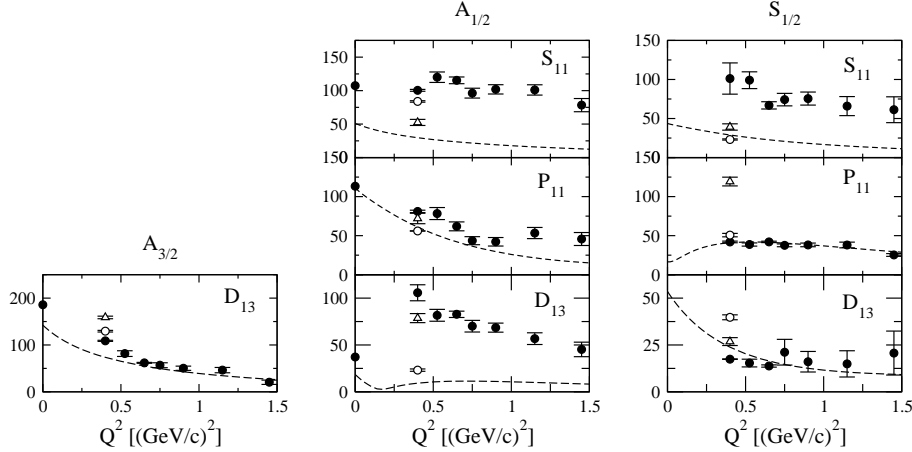 A1/2 S1/2
150 S11 150 S11
100 100
50 50
150 150
P11 P11
100 100
50 50
A3/2
0 0
200 D13 100 D13 50 D13
100 50 25
0 0 0
0 0.5 1 1.5 0 0.5 1 1.5 0 0.5 1 1.5
Q² [(GeV/c)²] Q² [(GeV/c)²] Q² [(GeV/c)²]